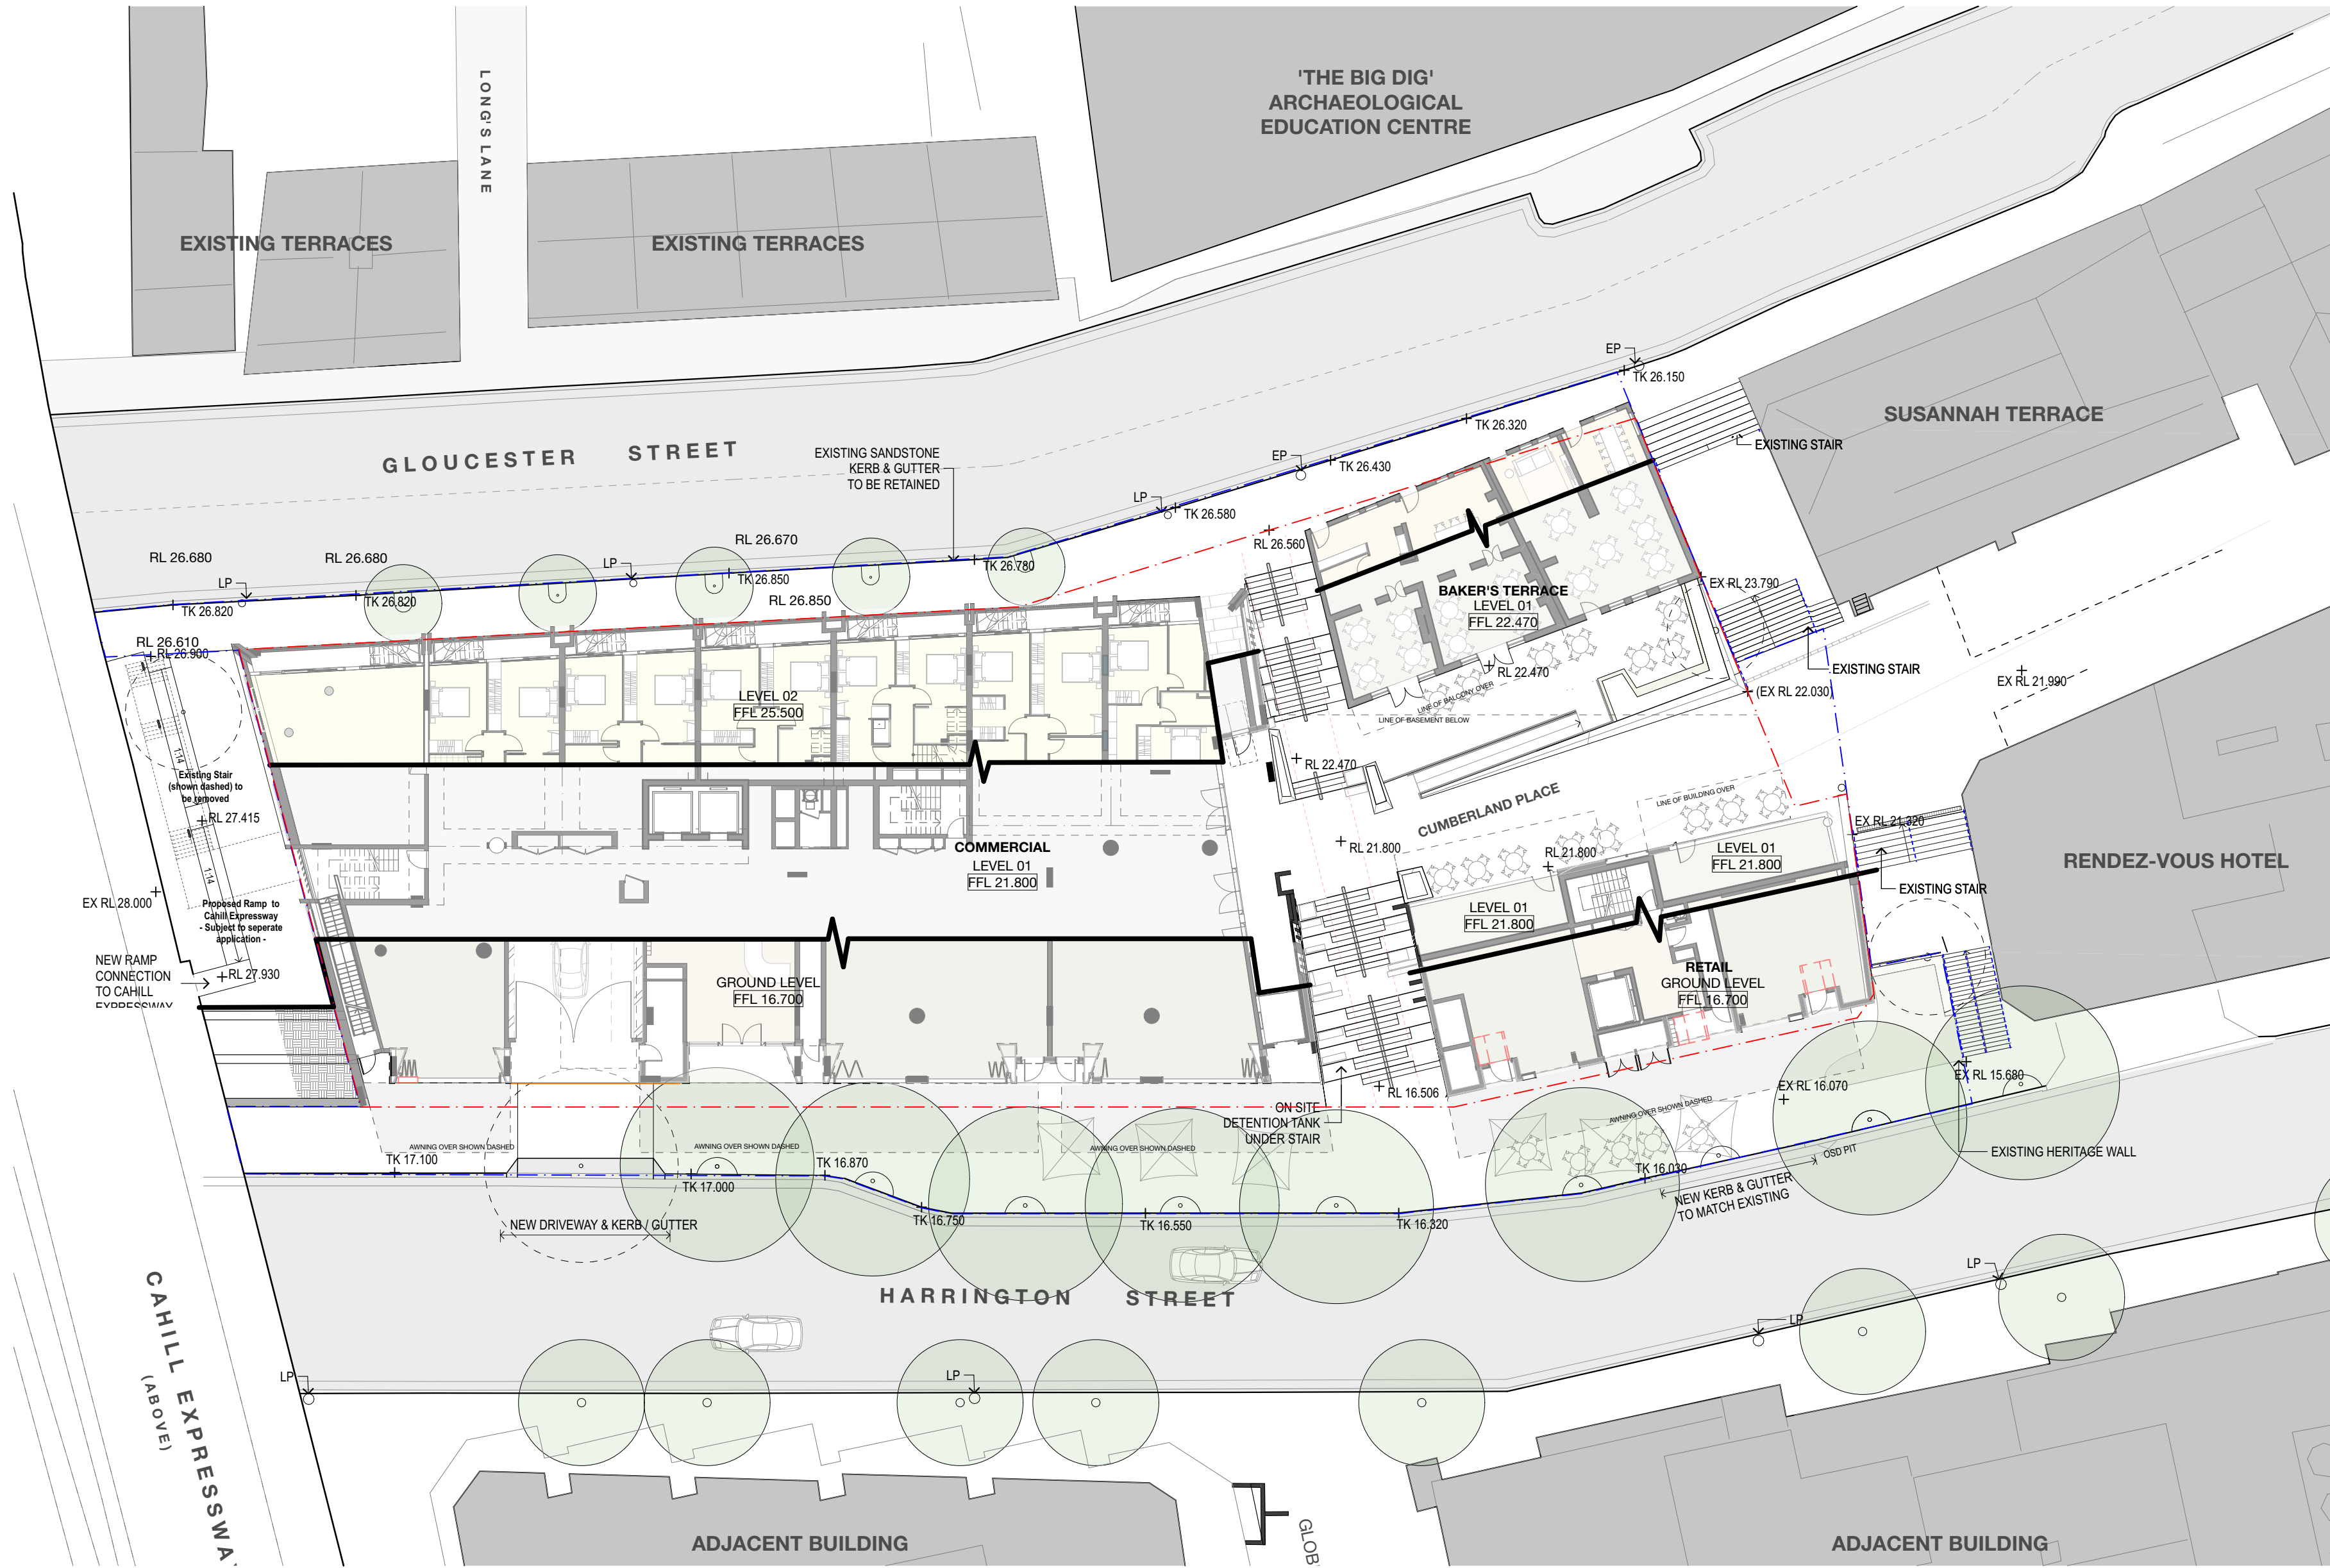 'THE BIG DIG'
ARCHAEOLOGICAL
EDUCATION CENTRE
LONG'S LANE
EXISTING TERRACES
EXISTING TERRACES
SUSANNAH TERRACE
EP
TK 26.150
TK 26.320
EXISTING STAIR
GLOUCESTER STREET
EXISTING SANDSTONE
KERB & GUTTER
TO BE RETAINED
EP
TK 26.430
LP
TK 26.580
RL 26.680
RL 26.680
RL 26.670
RL 26.560
LP
LP
TK 26.780
TK 26.850
TK 26.820
TK 26.820
RL 26.850
EX RL 23.790
BAKER'S TERRACE
LEVEL 01
FFL 22.470
RL 26.610
RL 26.900
EXISTING STAIR
RL 22.470
EX RL 21.990
(EX RL 22.030)
LEVEL 02
FFL 25.500
LINE OF BALCONY OVER
LINE OF BASEMENT BELOW
1:14
Existing Stair
(shown dashed) to
be removed
RL 22.470
CUMBERLAND PLACE
LINE OF BUILDING OVER
RL 27.415
EX RL 21.320
COMMERCIAL
LEVEL 01
FFL 21.800
RL 21.800
RL 21.800
LEVEL 01
FFL 21.800
RENDEZ-VOUS HOTEL
1:14
EXISTING STAIR
EX RL 28.000
Proposed Ramp to
Cahill Expressway
- Subject to seperate
application -
LEVEL 01
FFL 21.800
NEW RAMP
CONNECTION
TO CAHILL
EXPRESSWAY
RL 27.930
GROUND LEVEL
FFL 16.700
RETAIL
GROUND LEVEL
FFL 16.700
EX RL 15.680
EX RL 16.070
RL 16.506
ON SITE
DETENTION TANK
UNDER STAIR
AWNING OVER SHOWN DASHED
AWNING OVER SHOWN DASHED
AWNING OVER SHOWN DASHED
AWNING OVER SHOWN DASHED
OSD PIT
EXISTING HERITAGE WALL
TK 17.100
TK 17.000
TK 16.870
TK 16.030
NEW KERB & GUTTER
TO MATCH EXISTING
NEW DRIVEWAY & KERB / GUTTER
TK 16.750
TK 16.550
TK 16.320
LP
HARRINGTON STREET
LP
CAHILL EXPRESSWAY
(ABOVE)
LP
LP
ADJACENT BUILDING
GLOB
ADJACENT BUILDING